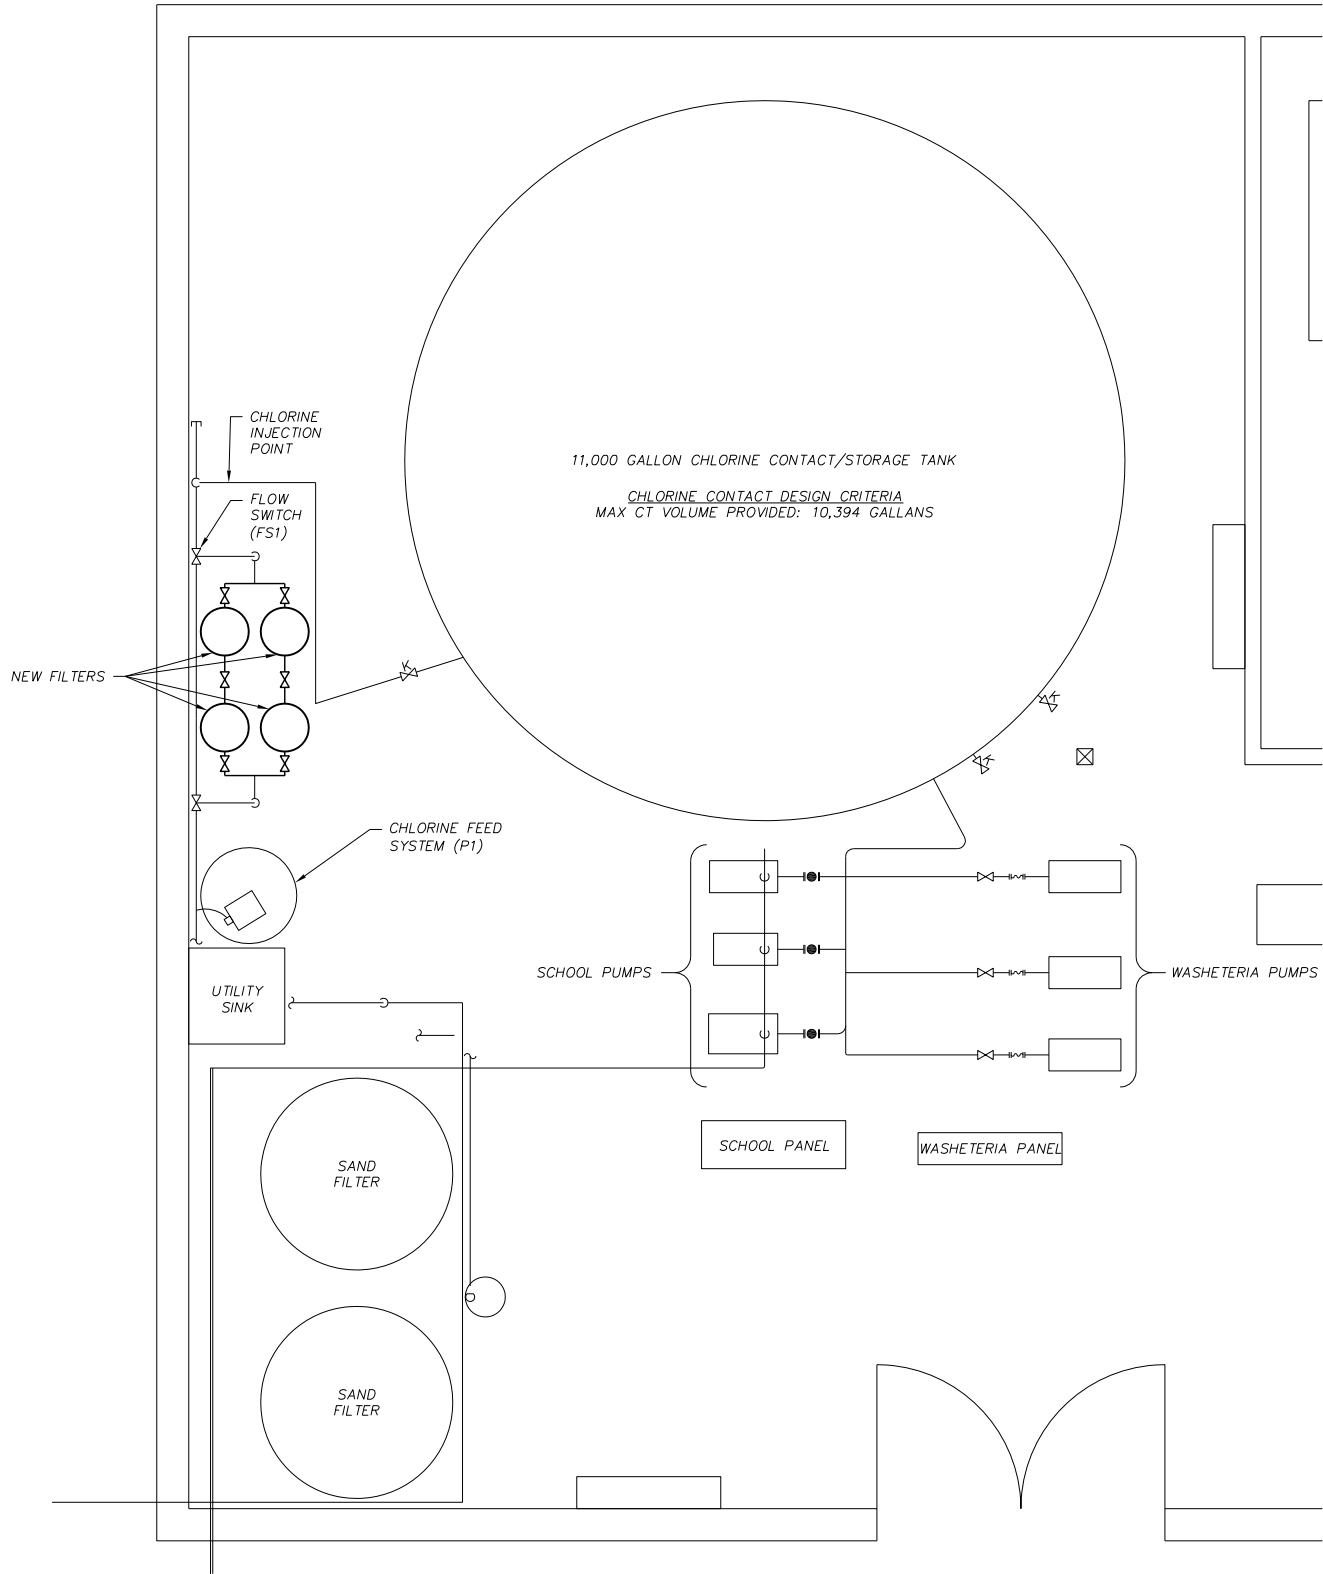 CHLORINE
INJECTION
POINT
11,000 GALLON CHLORINE CONTACT/STORAGE TANK
CHLORINE CONTACT DESIGN CRITERIA
MAX CT VOLUME PROVIDED: 10,394 GALLANS
FLOW
SWITCH
(FS1)
NEW FILTERS
CHLORINE FEED
SYSTEM (P1)
SCHOOL PUMPS
WASHETERIA PUMPS
UTILITY
SINK
SCHOOL PANEL
WASHETERIA PANEL
SAND
FILTER
SAND
FILTER